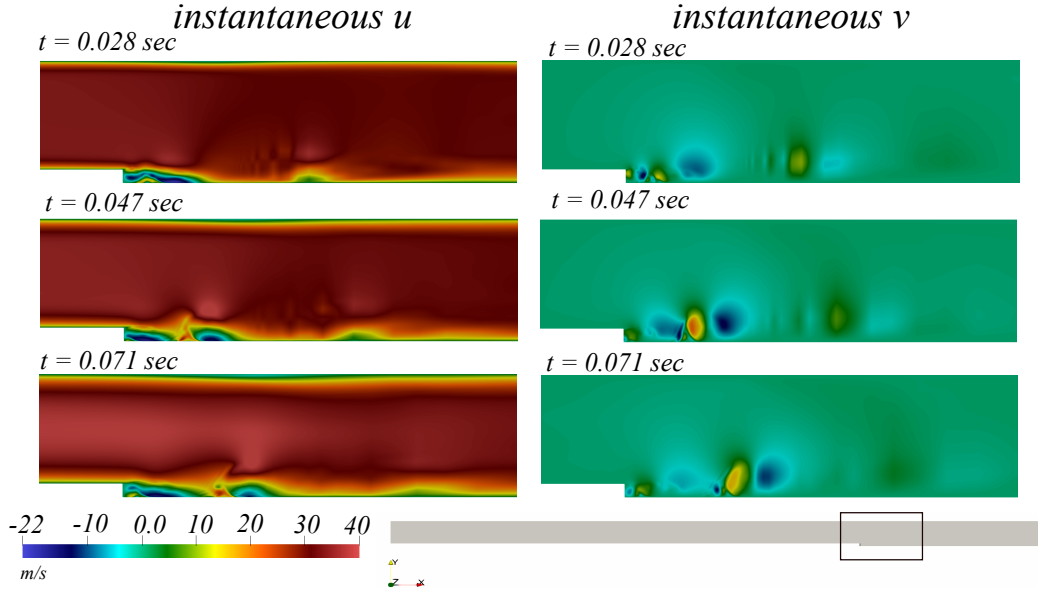 instantaneous u
instantaneous v
t = 0.028 sec
t = 0.028 sec
t = 0.047 sec
t = 0.047 sec
t = 0.071 sec
t = 0.071 sec
-22 -10 0.0 10 20 30 40
m/s
Y
Z X